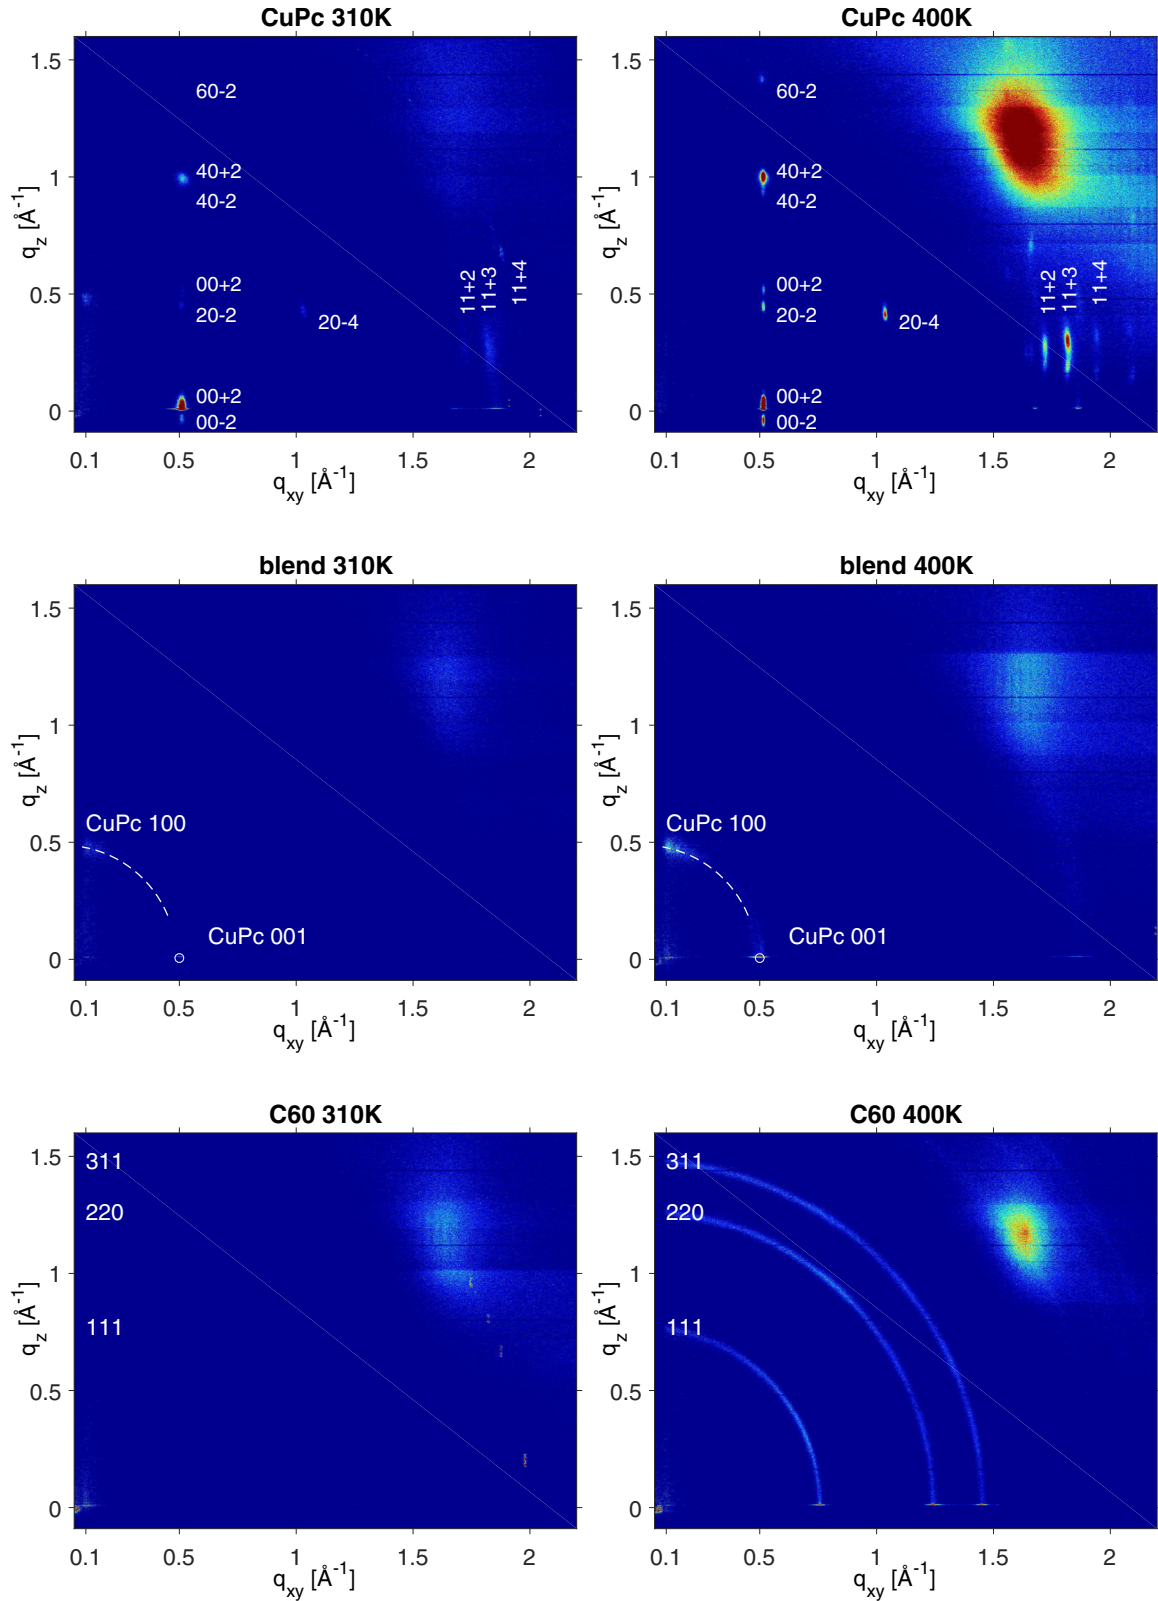 CuPc 310K
CuPc 400K
1.5
1
0.5
0
q_z [Å^-1]
60-2
40+2
40-2
00+2
20-2
20-4
11+2
11+3
11+4
00+2
00-2
0.1 0.5 1 1.5 2
q_xy [Å^-1]
1.5
1
0.5
0
q_z [Å^-1]
60-2
40+2
40-2
00+2
20-2
20-4
11+2
11+3
11+4
00+2
00-2
0.1 0.5 1 1.5 2
q_xy [Å^-1]
blend 310K
blend 400K
1.5
1
0.5
0
q_z [Å^-1]
CuPc 100
CuPc 001
0.1 0.5 1 1.5 2
q_xy [Å^-1]
1.5
1
0.5
0
q_z [Å^-1]
CuPc 100
CuPc 001
0.1 0.5 1 1.5 2
q_xy [Å^-1]
C60 310K
C60 400K
1.5
1
0.5
0
q_z [Å^-1]
311
220
111
0.1 0.5 1 1.5 2
q_xy [Å^-1]
1.5
1
0.5
0
q_z [Å^-1]
311
220
111
0.1 0.5 1 1.5 2
q_xy [Å^-1]